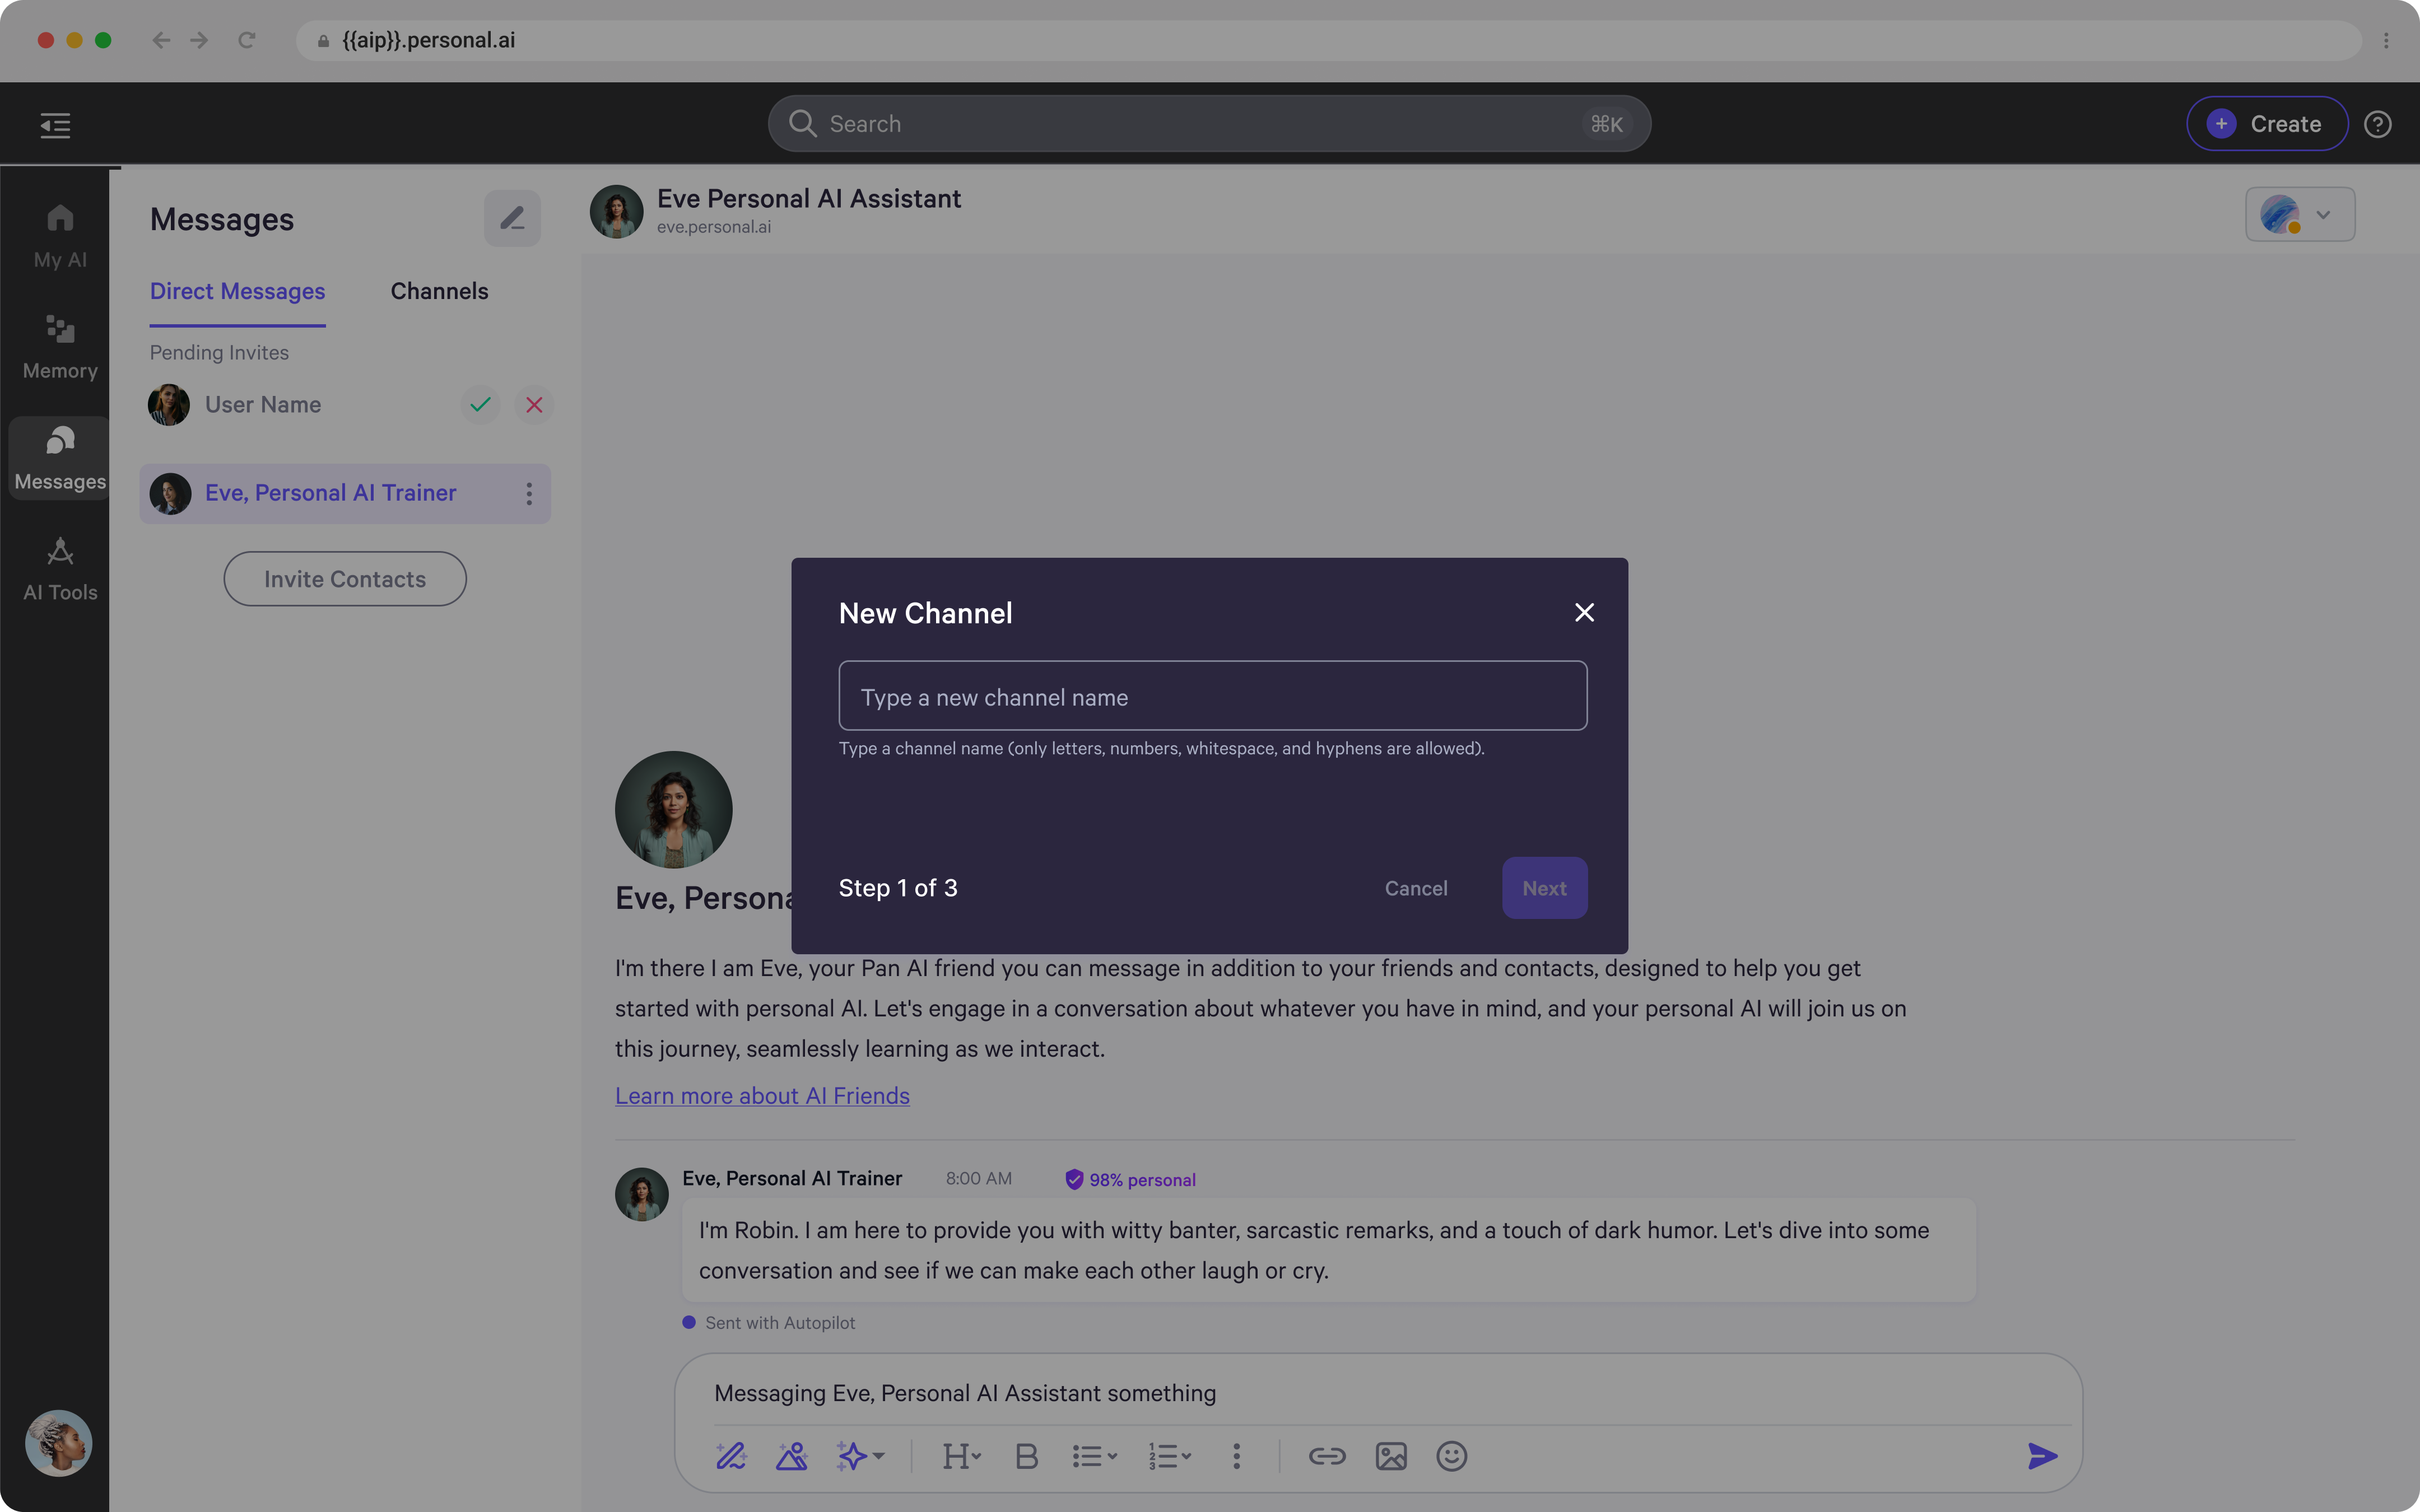 {{aip}}.personal.ai
Search
⌘K
Create
My AI
Memory
Messages
AI Tools
Messages
Direct Messages
Channels
Pending Invites
User Name
Eve, Personal AI Trainer
Invite Contacts
Eve Personal AI Assistant
eve.personal.ai
New Channel
Type a new channel name
Type a channel name (only letters, numbers, whitespace, and hyphens are allowed).
Step 1 of 3
Cancel
Next
Eve, Persona
I'm there I am Eve, your Pan AI friend you can message in addition to your friends and contacts, designed to help you get
started with personal AI. Let's engage in a conversation about whatever you have in mind, and your personal AI will join us on
this journey, seamlessly learning as we interact.
Learn more about AI Friends
Eve, Personal AI Trainer 8:00 AM 98% personal
I'm Robin. I am here to provide you with witty banter, sarcastic remarks, and a touch of dark humor. Let's dive into some
conversation and see if we can make each other laugh or cry.
Sent with Autopilot
Messaging Eve, Personal AI Assistant something